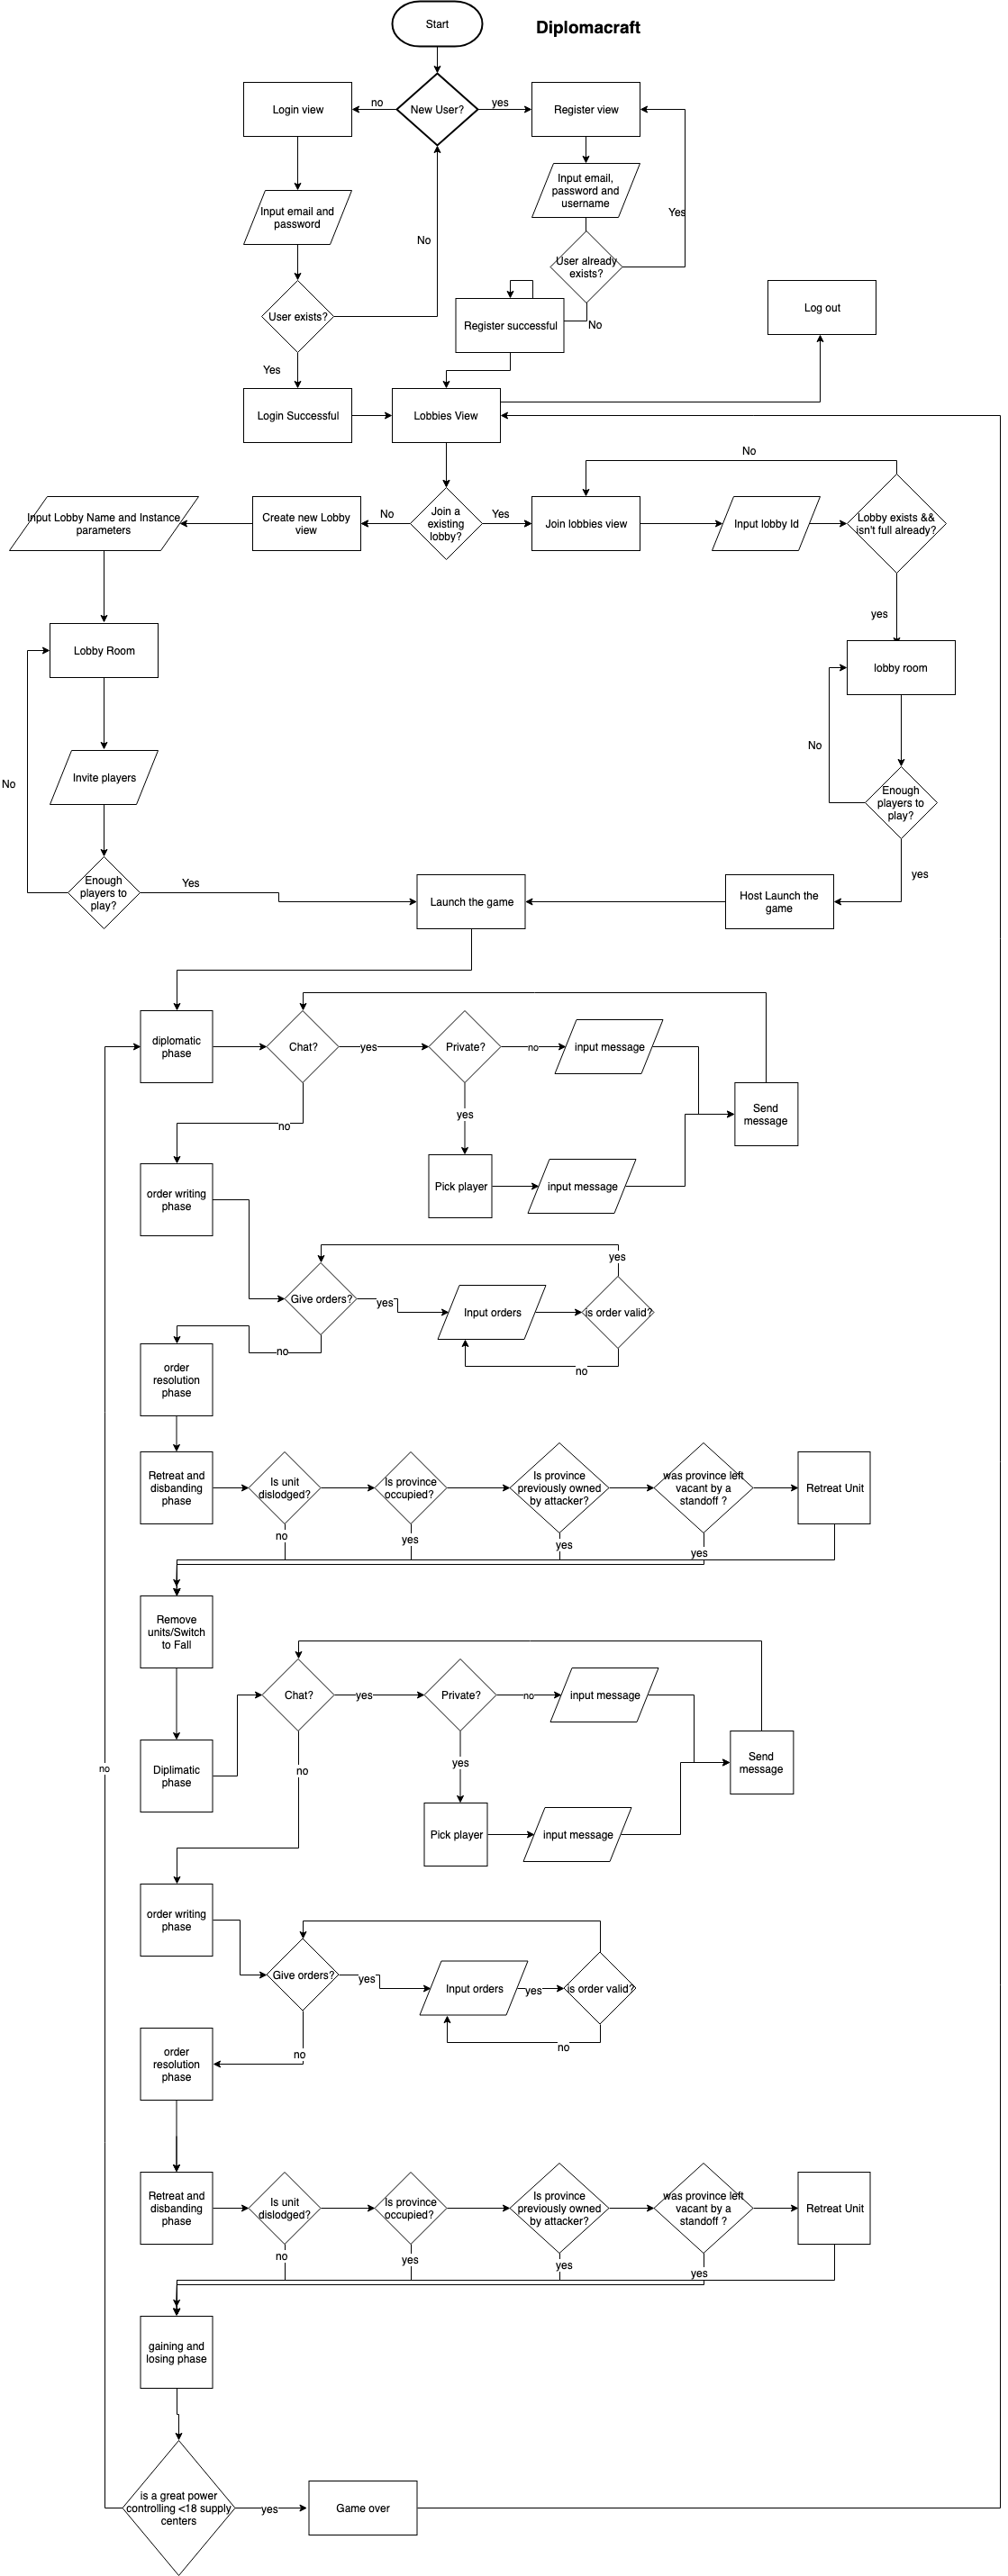 Start
Diplomacraft
Login view
no
New User?
yes
Register view
Input email and
password
Input email,
password and
username
No
Yes
User already
exists?
User exists?
Register successful
No
Log out
Yes
Login Successful
Lobbies View
No
Input Lobby Name and Instance
parameters
Create new Lobby
view
No
Join a
existing
lobby?
Yes
Join lobbies view
Input lobby Id
Lobby exists &&
isn't full already?
yes
Lobby Room
lobby room
No
Invite players
No
Enough
players to
play?
Enough
players to
play?
Yes
yes
Launch the game
Host Launch the
game
diplomatic
phase
Chat?
yes
Private?
no
input message
Send
message
yes
no
order writing
phase
Pick player
input message
yes
Give orders?
yes
Input orders
is order valid?
no
no
order
resolution
phase
Retreat and
disbanding
phase
Is unit
dislodged?
Is province
occupied?
Is province
previously owned
by attacker?
was province left
vacant by a
standoff ?
Retreat Unit
no
yes
yes
yes
Remove
units/Switch
to Fall
Chat?
yes
Private?
no
input message
no
Diplimatic
phase
no
yes
Send
message
Pick player
input message
order writing
phase
Give orders?
yes
Input orders
yes
is order valid?
no
no
order
resolution
phase
Retreat and
disbanding
phase
Is unit
dislodged?
Is province
occupied?
Is province
previously owned
by attacker?
was province left
vacant by a
standoff ?
Retreat Unit
no
yes
yes
yes
gaining and
losing phase
is a great power
controlling <18 supply
centers
yes
Game over